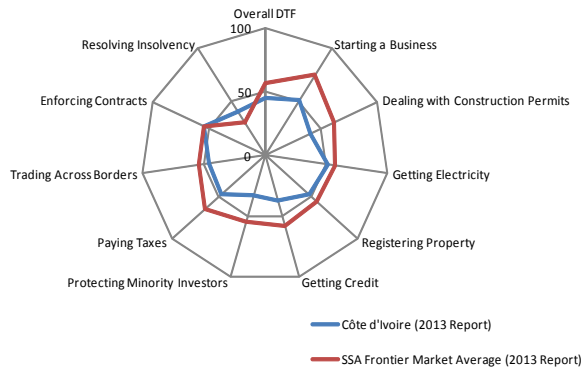 Overall DTF
100
Resolving Insolvency
Starting a Business
50
Enforcing Contracts
Dealing with Construction Permits
0
Trading Across Borders
Getting Electricity
Paying Taxes
Registering Property
Protecting Minority Investors
Getting Credit
Côte d'Ivoire (2013 Report)
SSA Frontier Market Average (2013 Report)